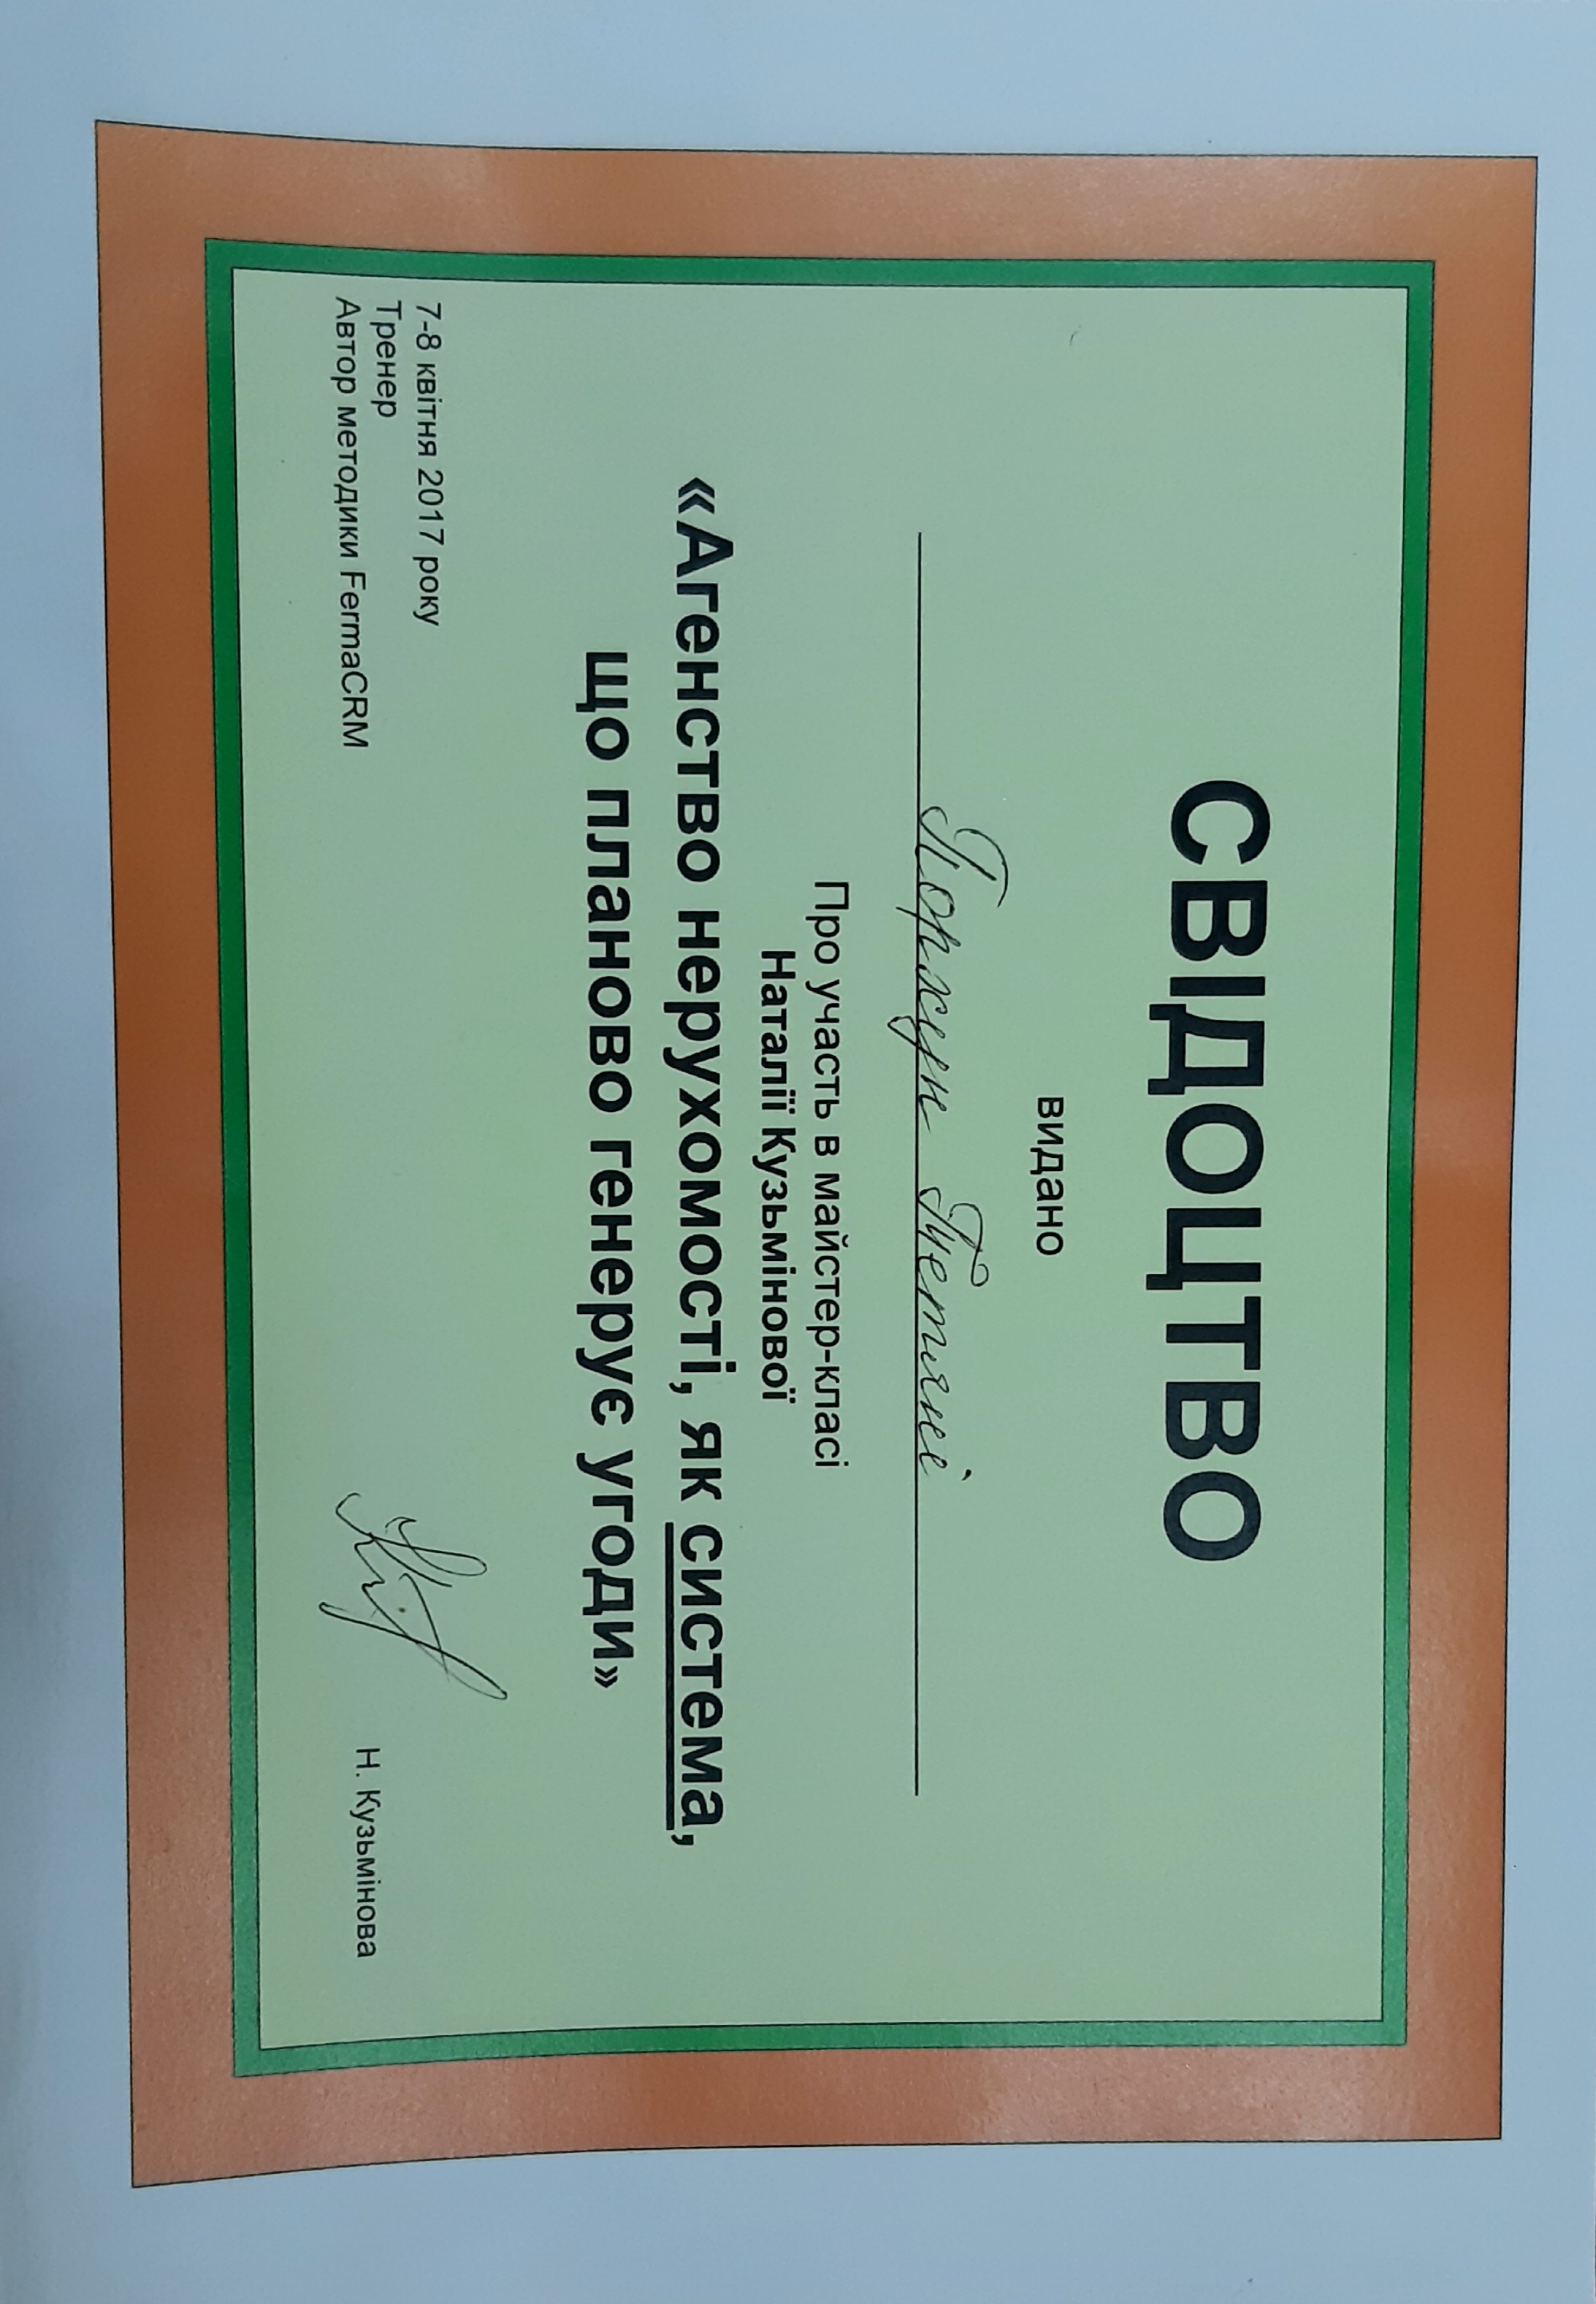 СВІДОЦТВО
видано
Поржун Тетяні
Про участь в майстер-класі
Наталії Кузьмінової
«Агенство нерухомості, як система,
що планово генерує угоди»
7-8 квітня 2017 року
Тренер
Автор методики FermaCRM
Н. Кузьмінова